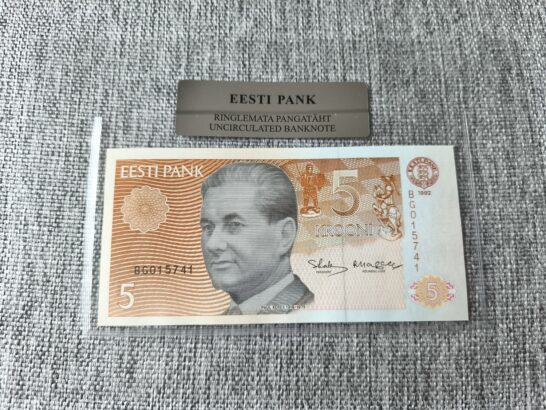 EESTI PANK
RINGLEMATA PANGATÄHT
UNCIRCULATED BANKNOTE
EESTI PANK
5
KROONI
1992
BG015741
BG015741
5
5